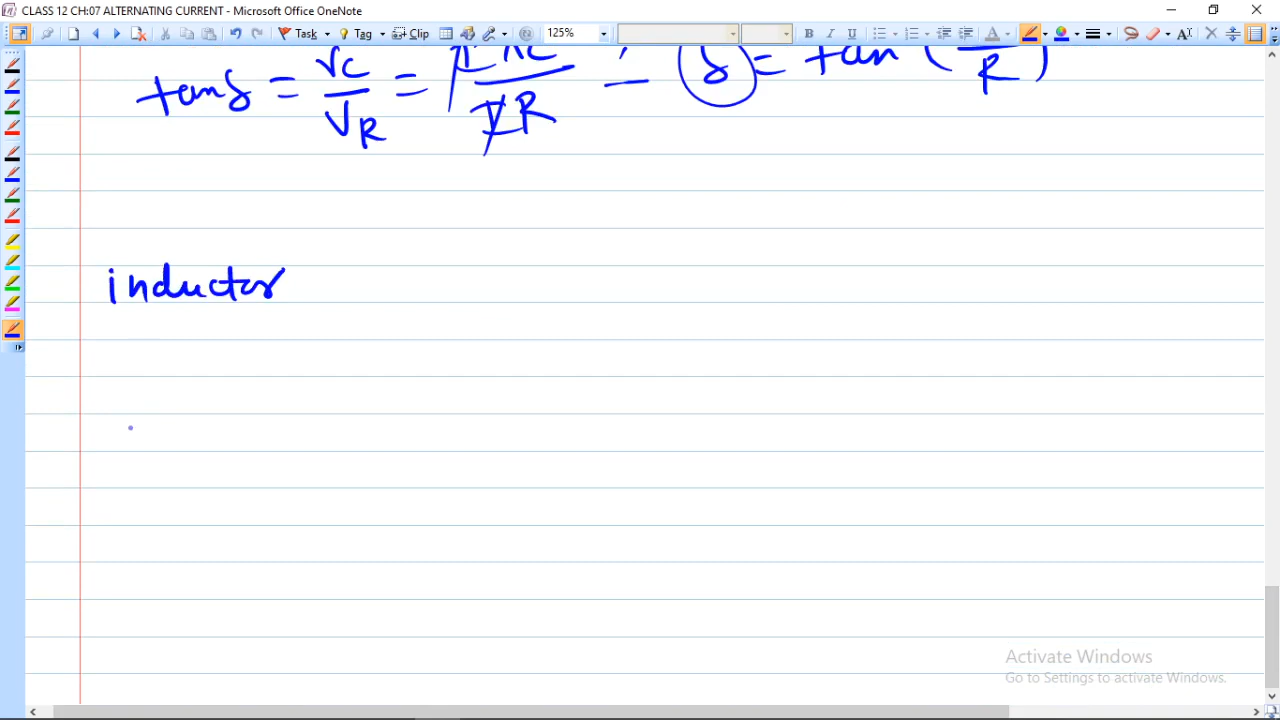 CLASS 12 CH:07 ALTERNATING CURRENT - Microsoft Office OneNote
Task Tag Clip 125% B I U
tanδ = VC/VR = IXC/IR ∴ δ = tan ( /R)
inductor
Activate Windows
Go to Settings to activate Windows.